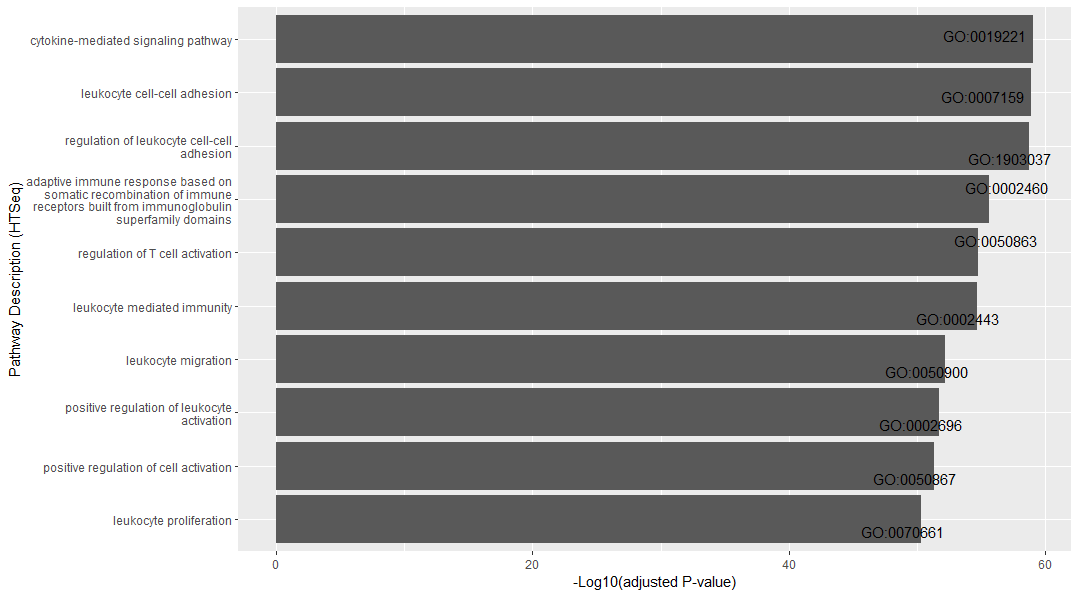 cytokine-mediated signaling pathway
GO:0019221
leukocyte cell-cell adhesion
GO:0007159
regulation of leukocyte cell-cell
adhesion
GO:1903037
adaptive immune response based on
somatic recombination of immune
receptors built from immunoglobulin
superfamily domains
GO:0002460
regulation of T cell activation
GO:0050863
leukocyte mediated immunity
GO:0002443
leukocyte migration
GO:0050900
positive regulation of leukocyte
activation
GO:0002696
positive regulation of cell activation
GO:0050867
leukocyte proliferation
GO:0070661
Pathway Description (HTSeq)
0 20 40 60
-Log10(adjusted P-value)